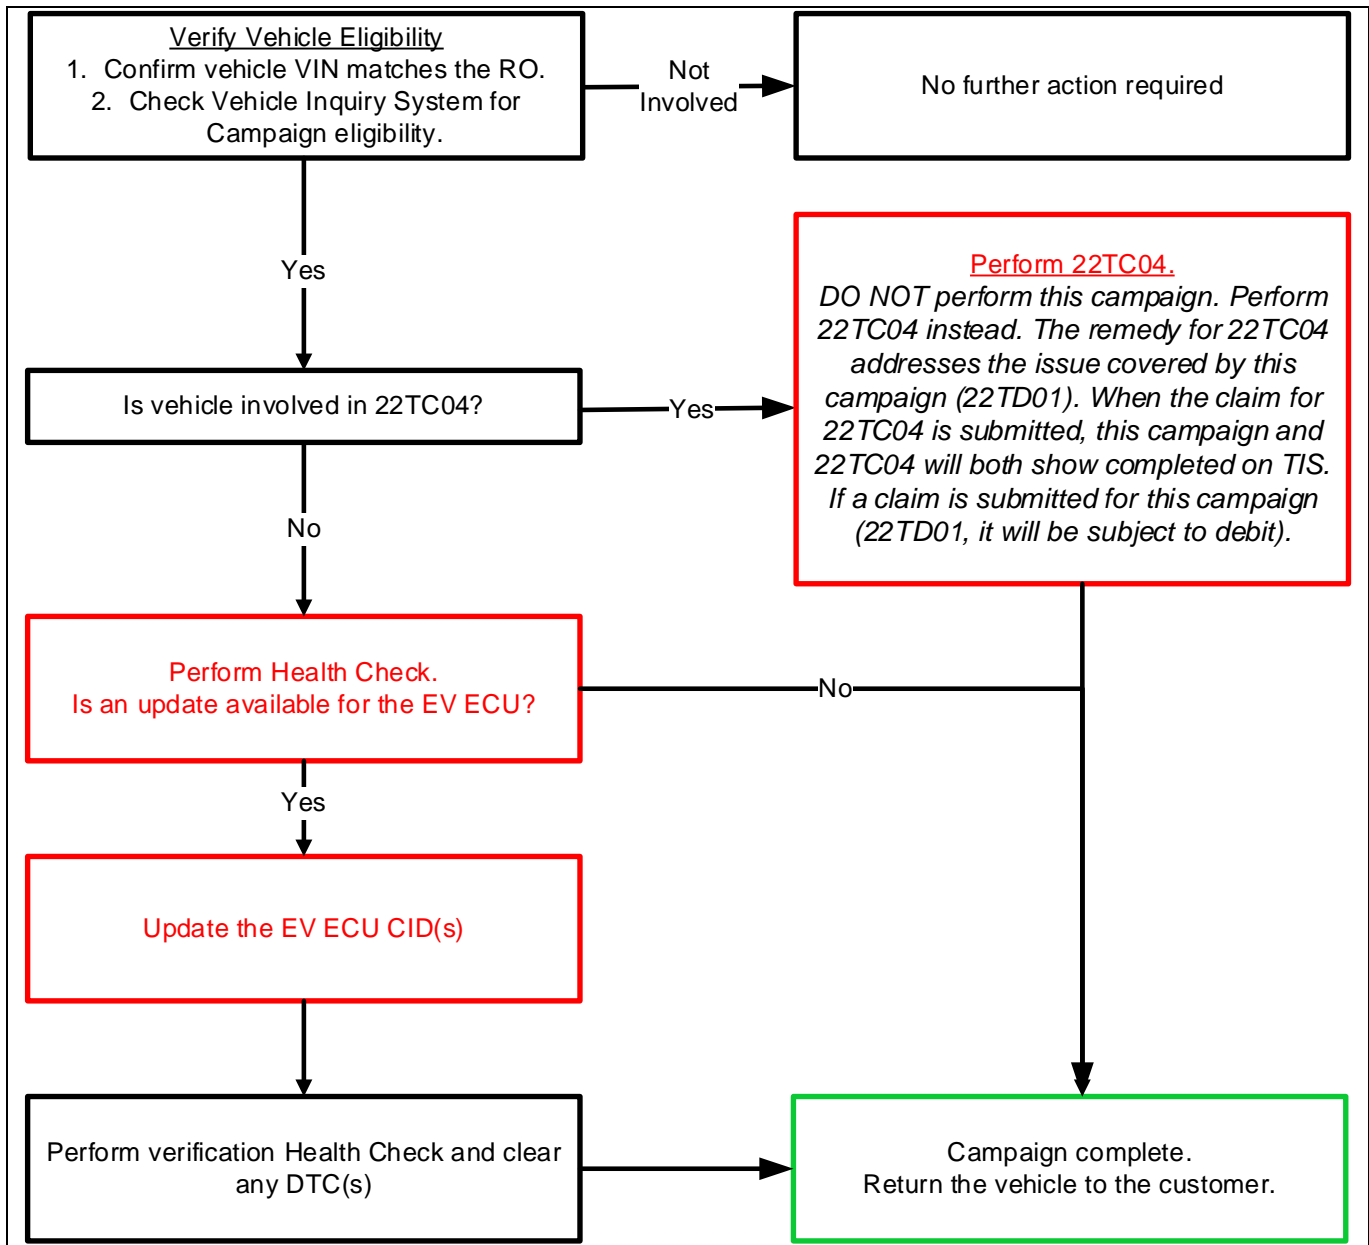 Verify Vehicle Eligibility
1. Confirm vehicle VIN matches the RO.
2. Check Vehicle Inquiry System for
Campaign eligibility.
Not
Involved
No further action required
Yes
Is vehicle involved in 22TC04?
Yes
Perform 22TC04.
DO NOT perform this campaign. Perform
22TC04 instead. The remedy for 22TC04
addresses the issue covered by this
campaign (22TD01). When the claim for
22TC04 is submitted, this campaign and
22TC04 will both show completed on TIS.
If a claim is submitted for this campaign
(22TD01, it will be subject to debit).
No
Perform Health Check.
Is an update available for the EV ECU?
No
Yes
Update the EV ECU CID(s)
Perform verification Health Check and clear
any DTC(s)
Campaign complete.
Return the vehicle to the customer.